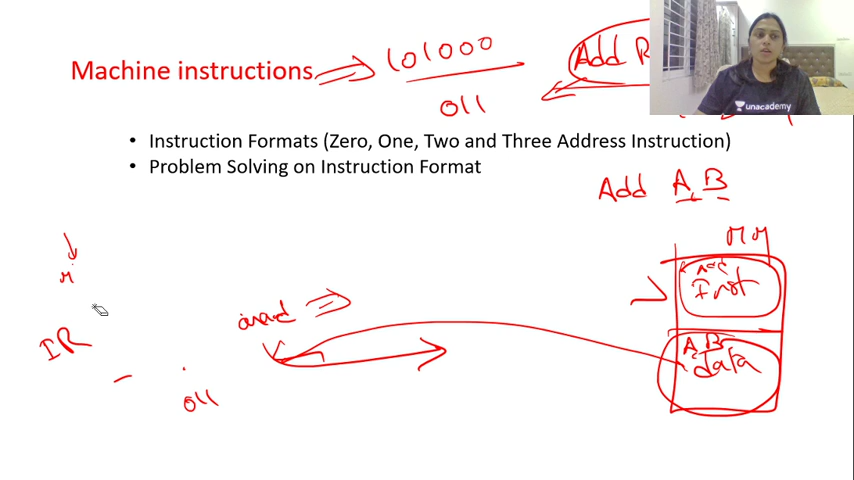 Machine instructions
101000
Add R
011
unacademy
• Instruction Formats (Zero, One, Two and Three Address Instruction)
• Problem Solving on Instruction Format
Add A, B
MM
Inst
IR
A, B
data
011